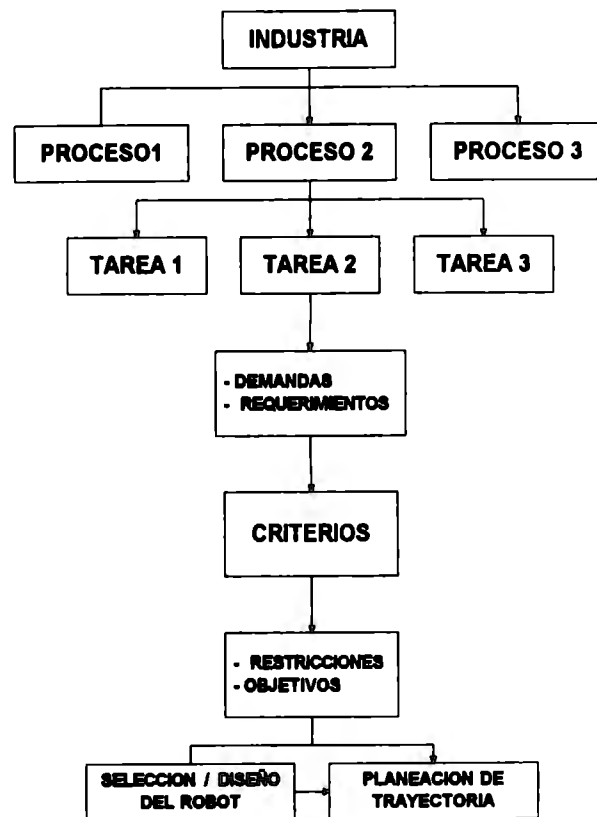 INDUSTRIA
PROCESO1
PROCESO 2
PROCESO 3
TAREA 1
TAREA 2
TAREA 3
- DEMANDAS
- REQUERIMIENTOS
CRITERIOS
- RESTRICCIONES
- OBJETIVOS
SELECCION / DISEÑO
DEL ROBOT
PLANEACION DE
TRAYECTORIA